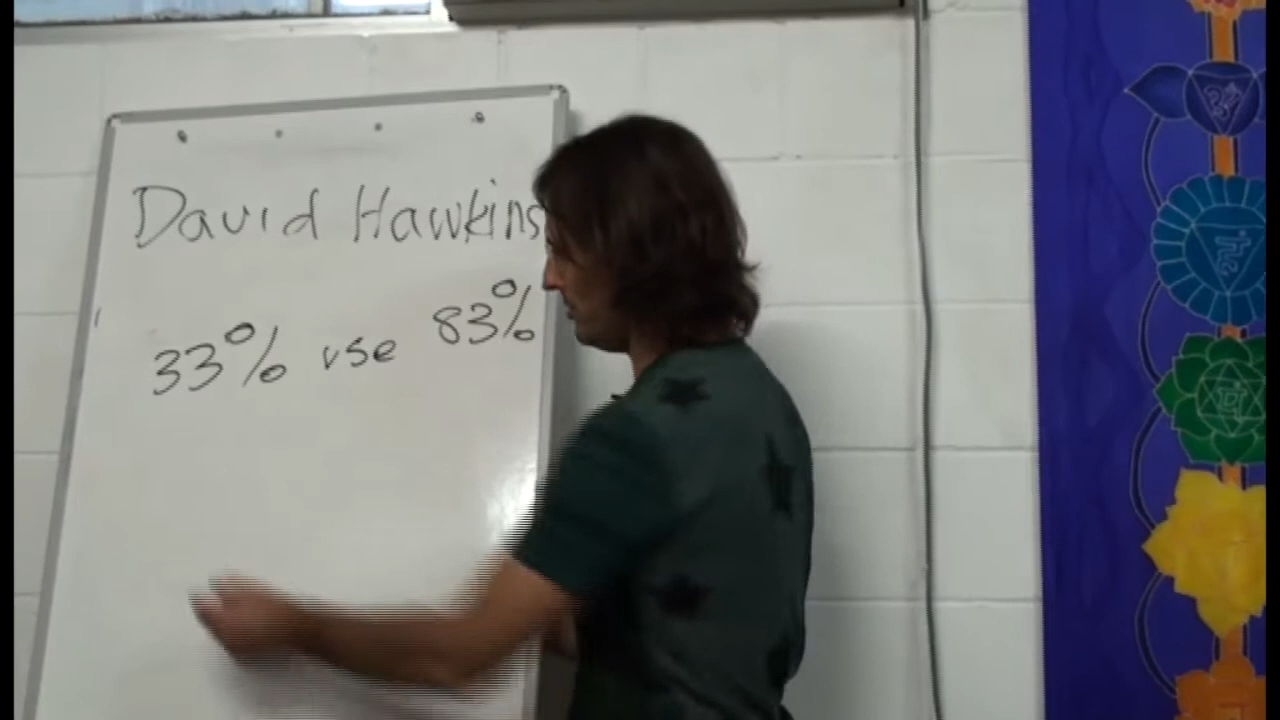 David Hawkins
33% vse 83%
ॐ